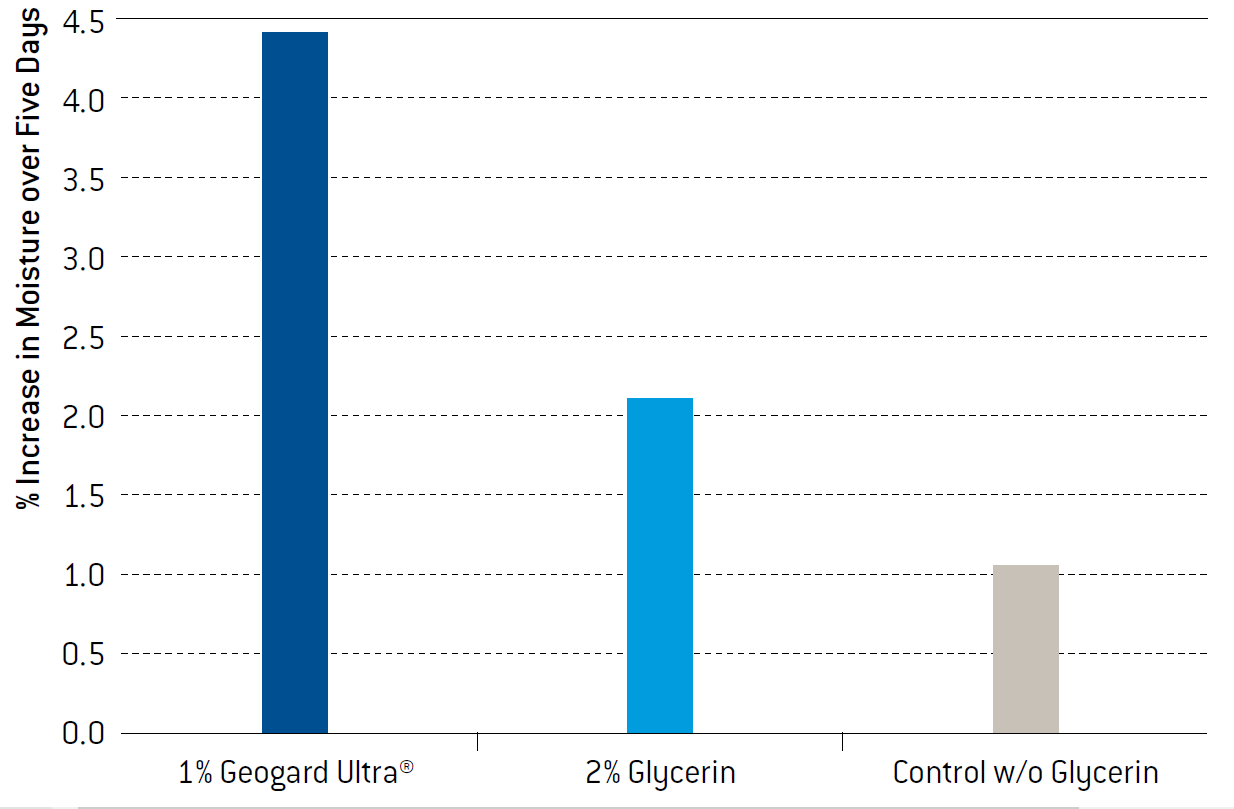 % Increase in Moisture over Five Days
4.5
4.0
3.5
3.0
2.5
2.0
1.5
1.0
0.5
0.0
1% Geogard Ultra®
2% Glycerin
Control w/o Glycerin